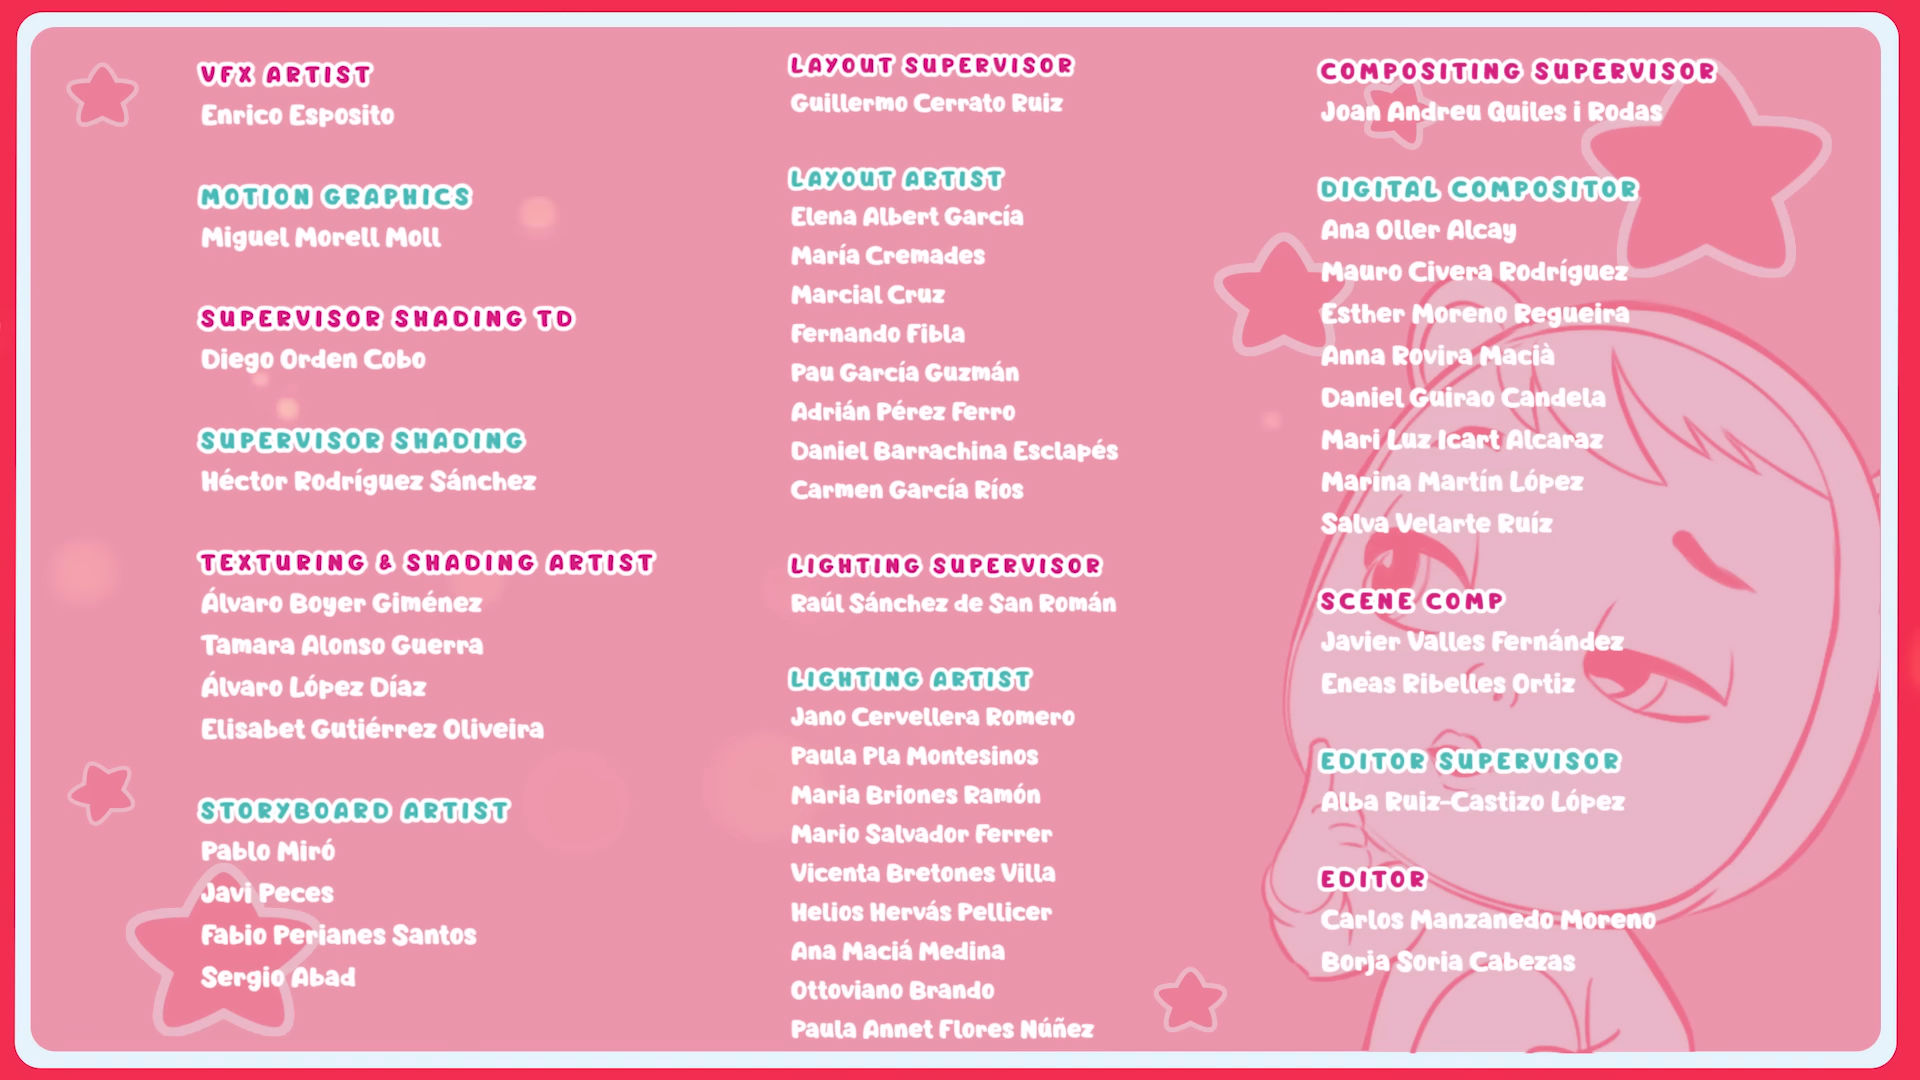 VFX ARTIST
Enrico Esposito
MOTION GRAPHICS
Miguel Morell Moll
SUPERVISOR SHADING TD
Diego Orden Cobo
SUPERVISOR SHADING
Héctor Rodríguez Sánchez
TEXTURING & SHADING ARTIST
Álvaro Boyer Giménez
Tamara Alonso Guerra
Álvaro López Díaz
Elisabet Gutiérrez Oliveira
STORYBOARD ARTIST
Pablo Miró
Javi Peces
Fabio Perianes Santos
Sergio Abad
LAYOUT SUPERVISOR
Guillermo Cerrato Ruiz
LAYOUT ARTIST
Elena Albert García
María Cremades
Marcial Cruz
Fernando Fibla
Pau García Guzmán
Adrián Pérez Ferro
Daniel Barrachina Esclapés
Carmen García Ríos
LIGHTING SUPERVISOR
Raúl Sánchez de San Román
LIGHTING ARTIST
Jano Cervellera Romero
Paula Pla Montesinos
Maria Briones Ramón
Mario Salvador Ferrer
Vicenta Bretones Villa
Helios Hervás Pellicer
Ana Maciá Medina
Ottoviano Brando
Paula Annet Flores Núñez
COMPOSITING SUPERVISOR
Joan Andreu Quiles i Rodas
DIGITAL COMPOSITOR
Ana Oller Alcay
Mauro Civera Rodríguez
Esther Moreno Regueira
Anna Rovira Macià
Daniel Guirao Candela
Mari Luz Icart Alcaraz
Marina Martín López
Salva Velarte Ruíz
SCENE COMP
Javier Valles Fernández
Eneas Ribelles Ortiz
EDITOR SUPERVISOR
Alba Ruiz-Castizo López
EDITOR
Carlos Manzanedo Moreno
Borja Soria Cabezas